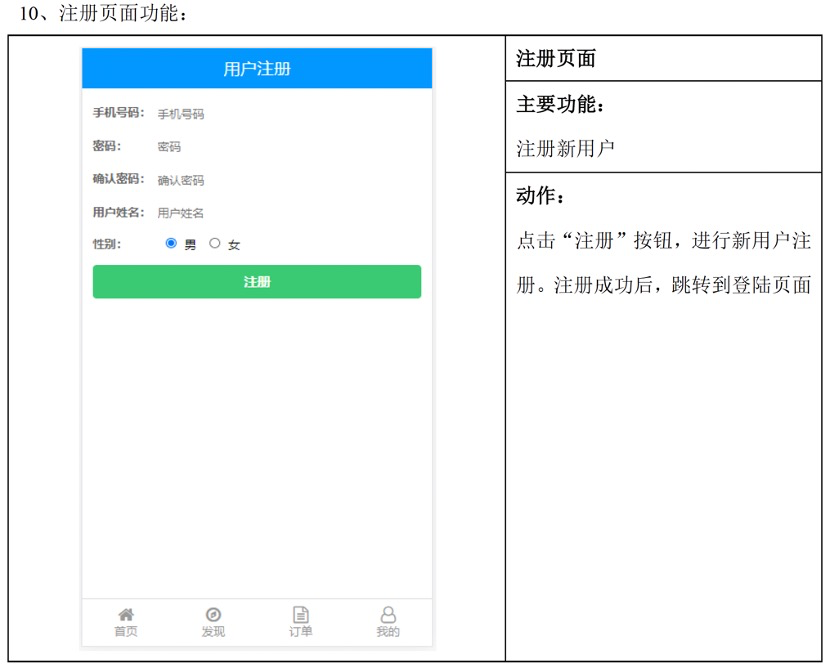 10、注册页面功能：
用户注册
手机号码： 手机号码
密码： 密码
确认密码： 确认密码
用户姓名： 用户姓名
性别： 男 女
注册
首页 发现 订单 我的
注册页面
主要功能：
注册新用户
动作：
点击“注册”按钮，进行新用户注
册。注册成功后，跳转到登陆页面